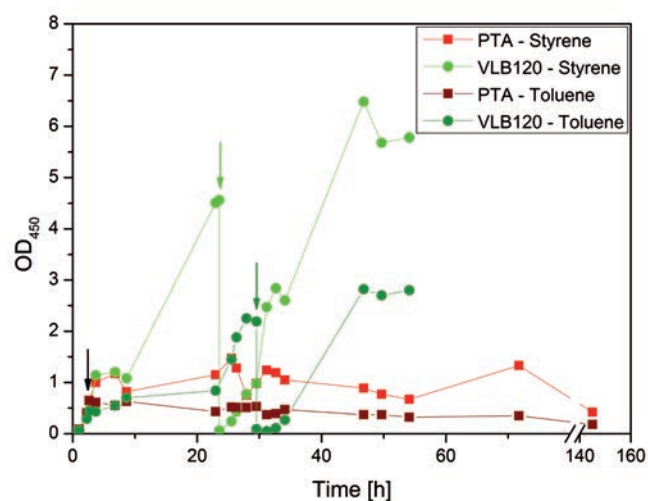 8
7
6
5
4
3
2
1
0
OD450
PTA - Styrene
VLB120 - Styrene
PTA - Toluene
VLB120 - Toluene
0 20 40 60 140 160
Time [h]